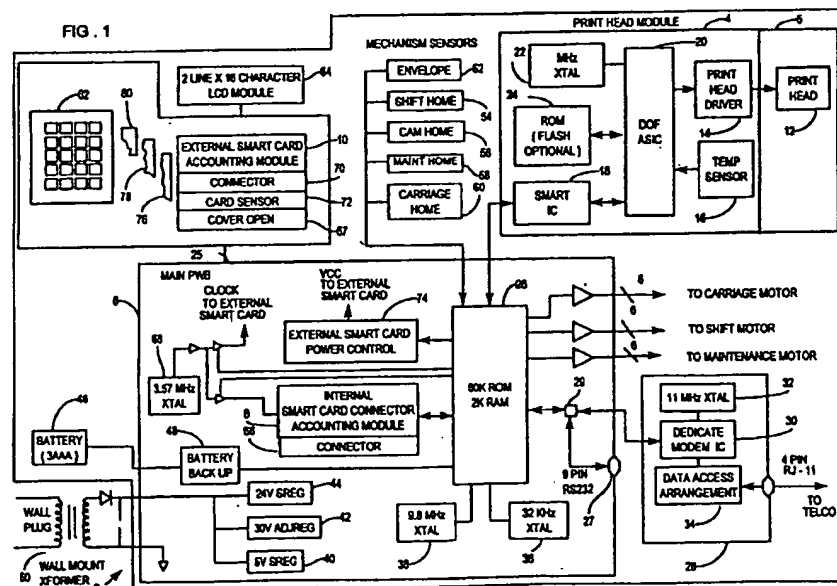 FIG. 1
PRINT HEAD MODULE
4
5
MECHANISM SENSORS
62
80
78
76
2 LINE X 16 CHARACTER
LCD MODULE
64
EXTERNAL SMART CARD
ACCOUNTING MODULE
10
CONNECTOR
70
CARD SENSOR
72
COVER OPEN
67
25
ENVELOPE
52
SHIFT HOME
54
CAM HOME
56
MAINT HOME
58
CARRIAGE
HOME
60
22
MHz
XTAL
20
24
ROM
( FLASH
OPTIONAL )
18
SMART
IC
DOF
ASIC
PRINT
HEAD
DRIVER
14
PRINT
HEAD
12
TEMP
SENSOR
16
6
MAIN PWB
CLOCK
TO EXTERNAL
SMART CARD
VCC
TO EXTERNAL
SMART CARD
74
EXTERNAL SMART CARD
POWER CONTROL
68
3.57 MHz
XTAL
INTERNAL
SMART CARD CONNECTOR
ACCOUNTING MODULE
CONNECTOR
8
26
60K ROM
2K RAM
6
TO CARRIAGE MOTOR
6
TO SHIFT MOTOR
6
TO MAINTENANCE MOTOR
29
9 PIN
RS232
27
11 MHz XTAL
32
DEDICATE
MODEM IC
30
DATA ACCESS
ARRANGEMENT
34
4 PIN
RJ - 11
TO
TELCO
28
46
BATTERY
( 3AAA )
48
BATTERY
BACK UP
24V SREG
44
30V ADJREG
42
5V SREG
40
9.8 MHz
XTAL
38
32 KHz
XTAL
36
WALL
PLUG
WALL MOUNT
XFORMER